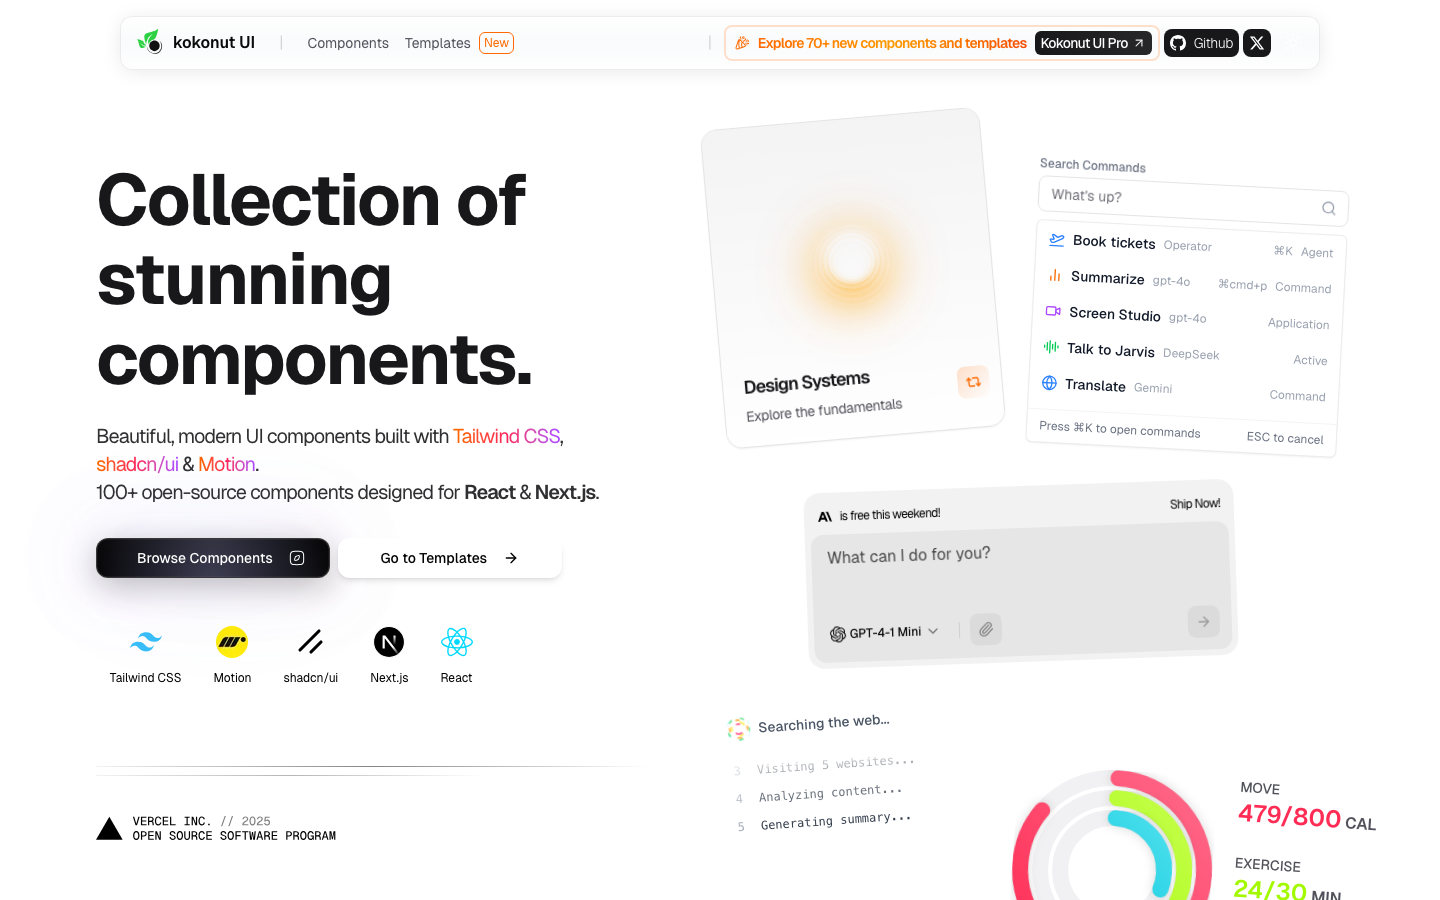 kokonut UI
Components
Templates
New
Explore 70+ new components and templates
Kokonut UI Pro
Github
Collection of
stunning
components.
Beautiful, modern UI components built with Tailwind CSS,
shadcn/ui & Motion.
100+ open-source components designed for React & Next.js.
Browse Components
Go to Templates
Tailwind CSS
Motion
shadcn/ui
Next.js
React
VERCEL INC. // 2025
OPEN SOURCE SOFTWARE PROGRAM
Design Systems
Explore the fundamentals
Search Commands
What's up?
Book tickets Operator ⌘K Agent
Summarize gpt-4o ⌘cmd+p Command
Screen Studio gpt-4o Application
Talk to Jarvis DeepSeek Active
Translate Gemini Command
Press ⌘K to open commands ESC to cancel
is free this weekend! Ship Now!
What can I do for you?
GPT-4-1 Mini
Searching the web...
3 Visiting 5 websites...
4 Analyzing content...
5 Generating summary...
MOVE
479/800 CAL
EXERCISE
24/30 MIN